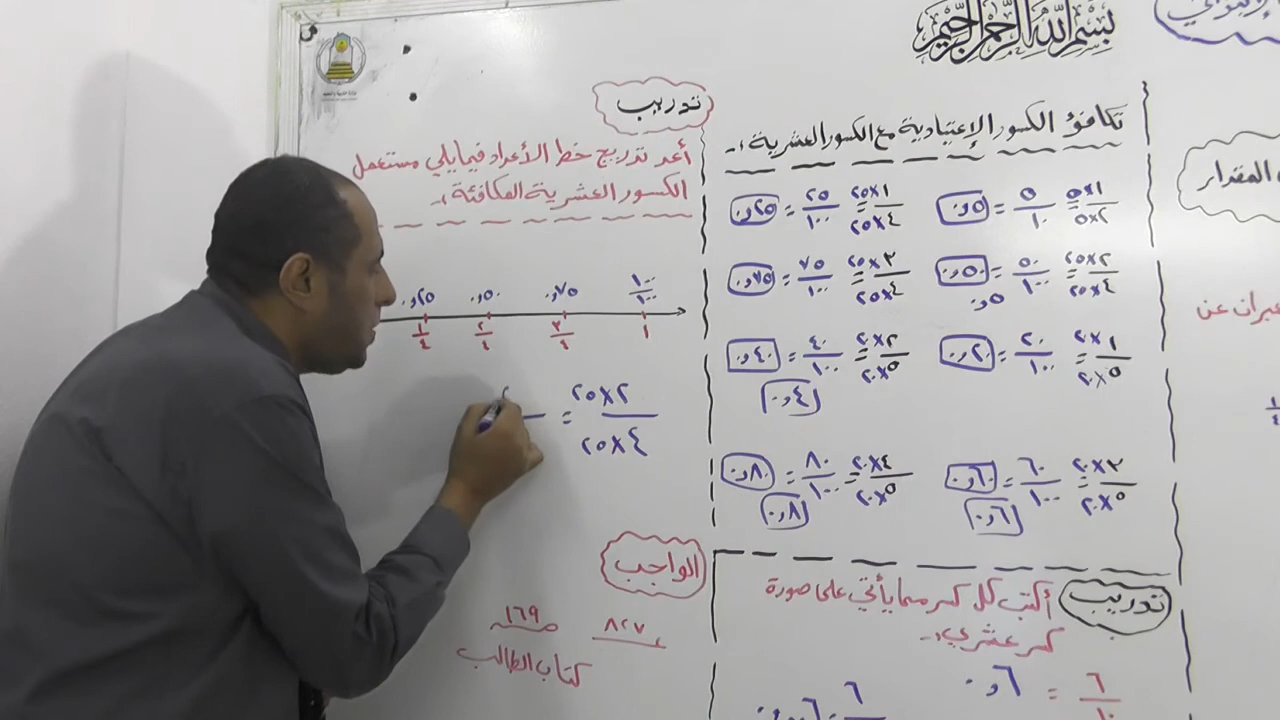 بسم الله الرحمن الرحيم
المقدار
تكافؤ الكسور الإعتيادية مع الكسور العشرية :-
٥×١/٥×٢ = ٥/١٠ = ٠,٥
٢٥×١/٢٥×٤ = ٢٥/١٠٠ = ٠,٢٥
٢٥×٢/٢٥×٤ = ٥٠/١٠٠ = ٠,٥٠
٠,٥
٢٥×٣/٢٥×٤ = ٧٥/١٠٠ = ٠,٧٥
٢٠×١/٢٠×٥ = ٢٠/١٠٠ = ٠,٢٠
٢٠×٢/٢٠×٥ = ٤٠/١٠٠ = ٠,٤٠
٠,٤
٢٠×٣/٢٠×٥ = ٦٠/١٠٠ = ٠,٦٠
٠,٦
٢٠×٤/٢٠×٥ = ٨٠/١٠٠ = ٠,٨٠
٠,٨
تدريب
أكتب كل كسر مما يأتي على صورة
كسر عشري :-
٦/١٠ = ٠,٦
تدريب
أعد تدريج خط الأعداد فيما يلي مستعمل
الكسور العشرية المكافئة :-
٠,٢٥ ٠,٥٠ ٠,٧٥ ١٠٠/١٠٠
١/٤ ٢/٤ ٣/٤ ١
٢٥×٢/٢٥×٤ =
الواجب
٨٢٧ ١٦٩
كتاب الطالب